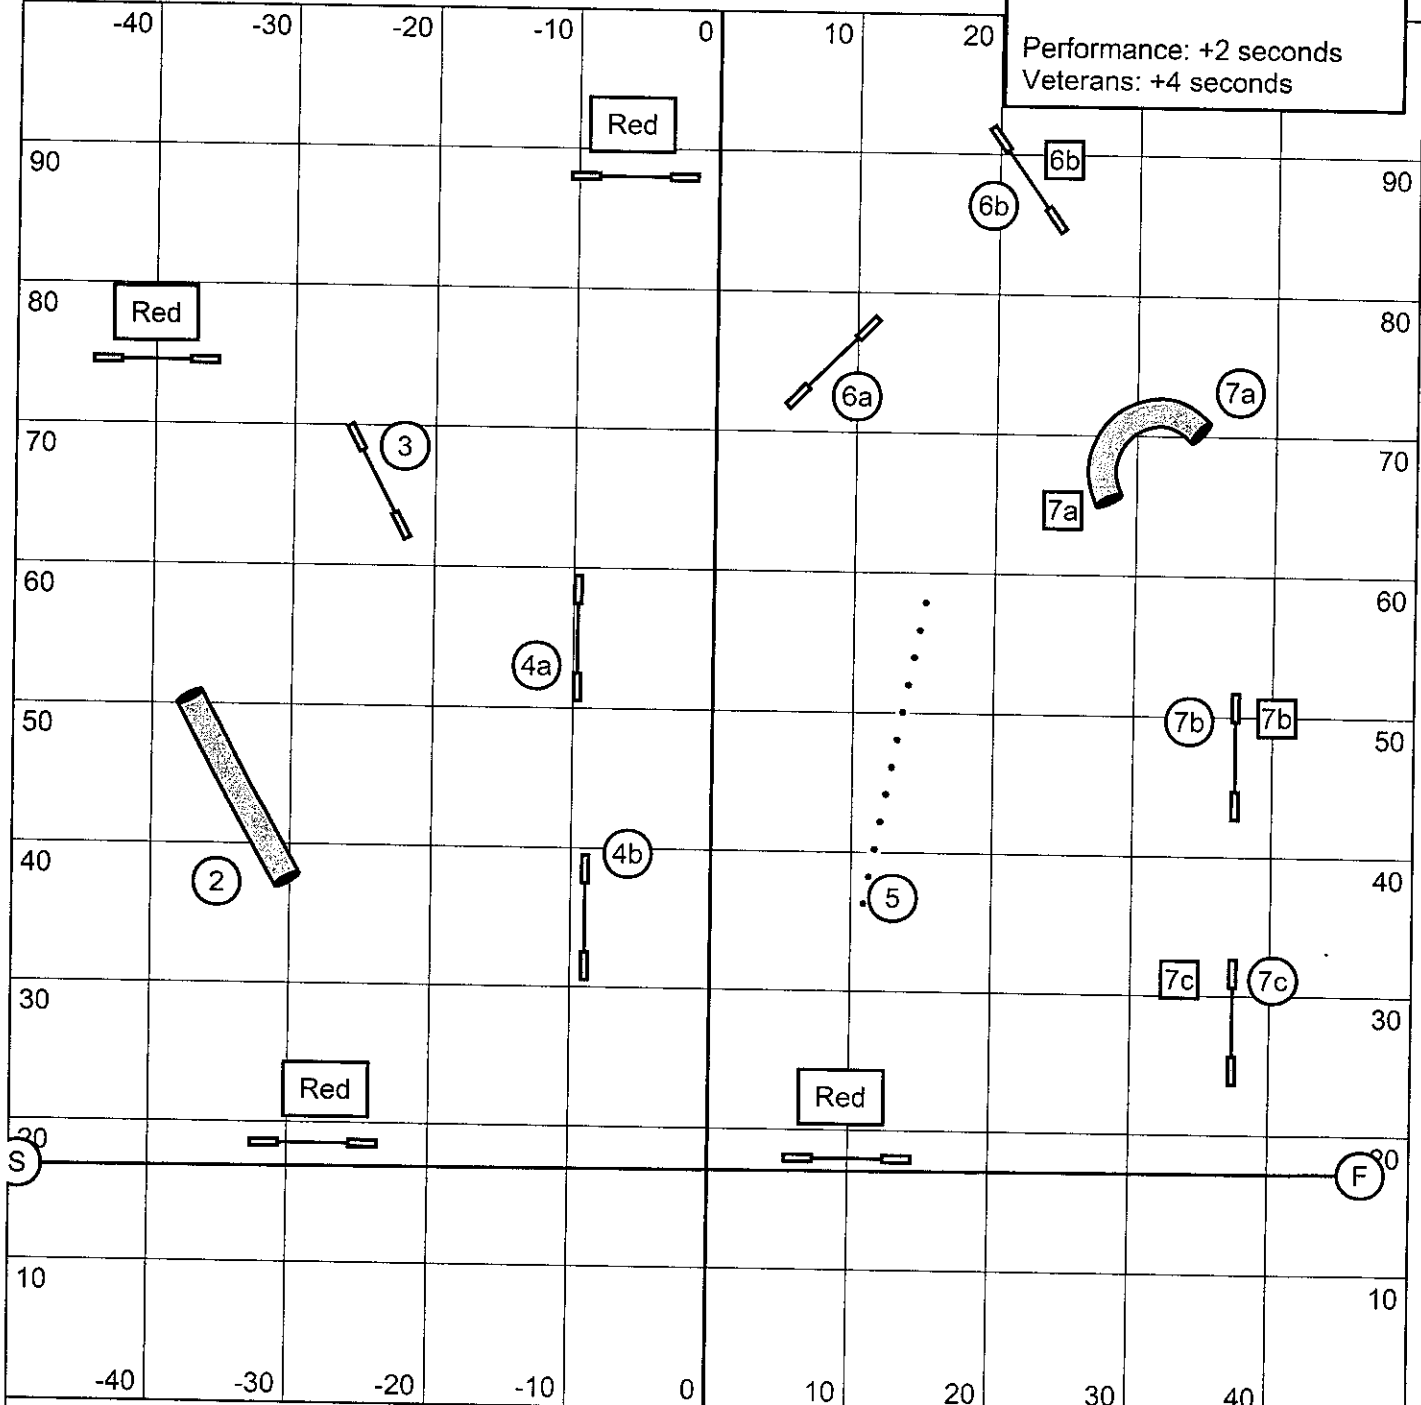 -40 -30 -20 -10 0 10 20
Performance: +2 seconds
Veterans: +4 seconds
Red
90 6b 90
6b
80 Red 80
6a 7a
3
70 70
7a
60 60
4a
50 7b 7b 50
40 4b 40
2 5
30 7c 7c 30
Red Red
20 20
S F
10 10
-40 -30 -20 -10 0 10 20 30 40